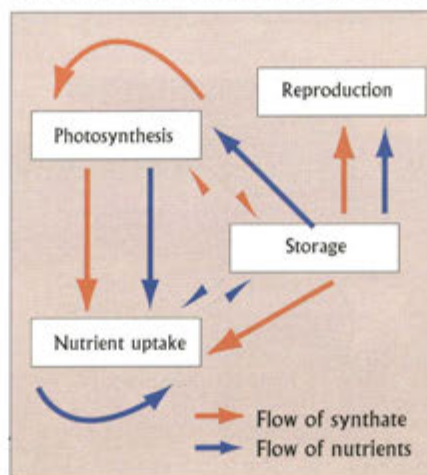 Reproduction
Photosynthesis
Storage
Nutrient uptake
Flow of synthate
Flow of nutrients